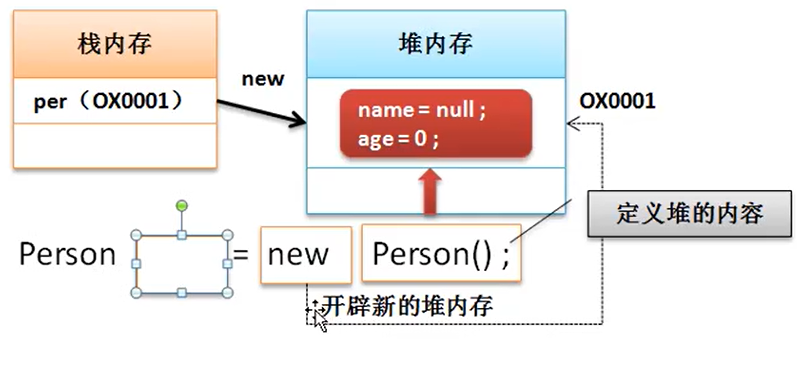 栈内存
堆内存
new
per（OX0001）
OX0001
name = null ;
age = 0 ;
定义堆的内容
Person = new Person() ;
开辟新的堆内存